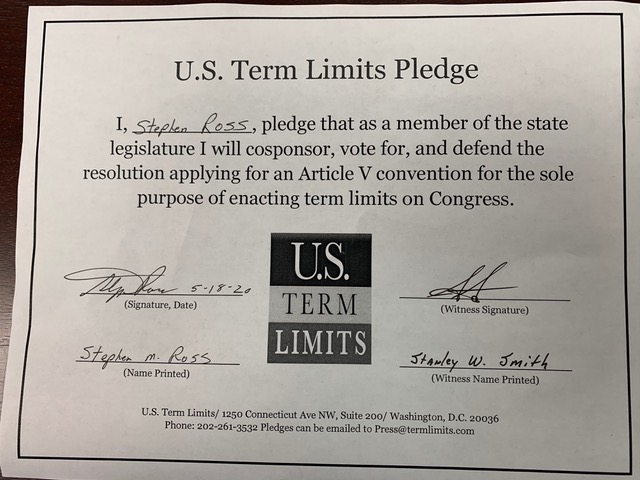 U.S. Term Limits Pledge
I, Stephen Ross, pledge that as a member of the state
legislature I will cosponsor, vote for, and defend the
resolution applying for an Article V convention for the sole
purpose of enacting term limits on Congress.
5-18-20
(Signature, Date)
U.S.
TERM
LIMITS
(Witness Signature)
Stephen M. Ross
(Name Printed)
Stanley W. Smith
(Witness Name Printed)
U.S. Term Limits/ 1250 Connecticut Ave NW, Suite 200/ Washington, D.C. 20036
Phone: 202-261-3532 Pledges can be emailed to Press@termlimits.com